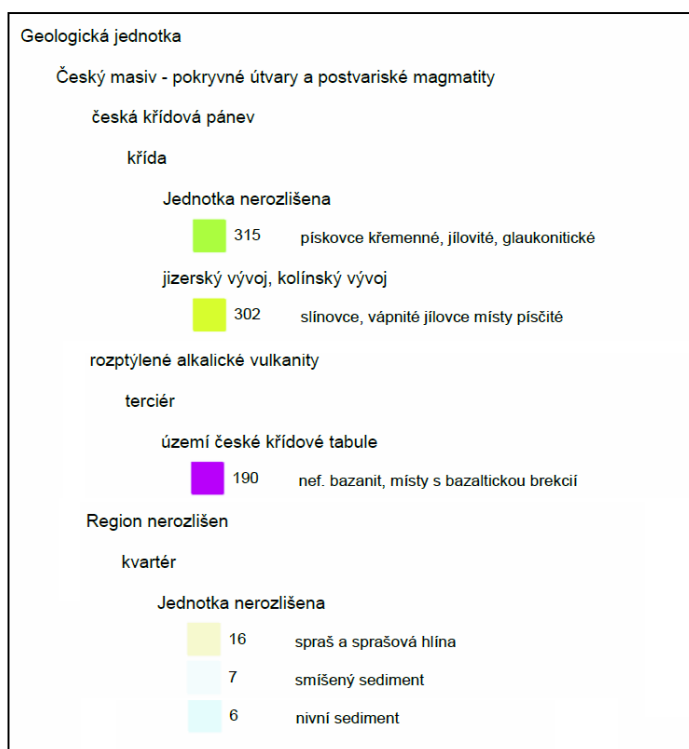 Geologická jednotka
Český masiv - pokryvné útvary a postvariské magmatity
česká křídová pánev
křída
Jednotka nerozlišena
315 pískovce křemenné, jílovité, glaukonitické
jizerský vývoj, kolínský vývoj
302 slínovce, vápnité jílovce místy písčité
rozptýlené alkalické vulkanity
terciér
území české křídové tabule
190 nef. bazanit, místy s bazaltickou brekcií
Region nerozlišen
kvartér
Jednotka nerozlišena
16 spraš a sprašová hlína
7 smíšený sediment
6 nivní sediment